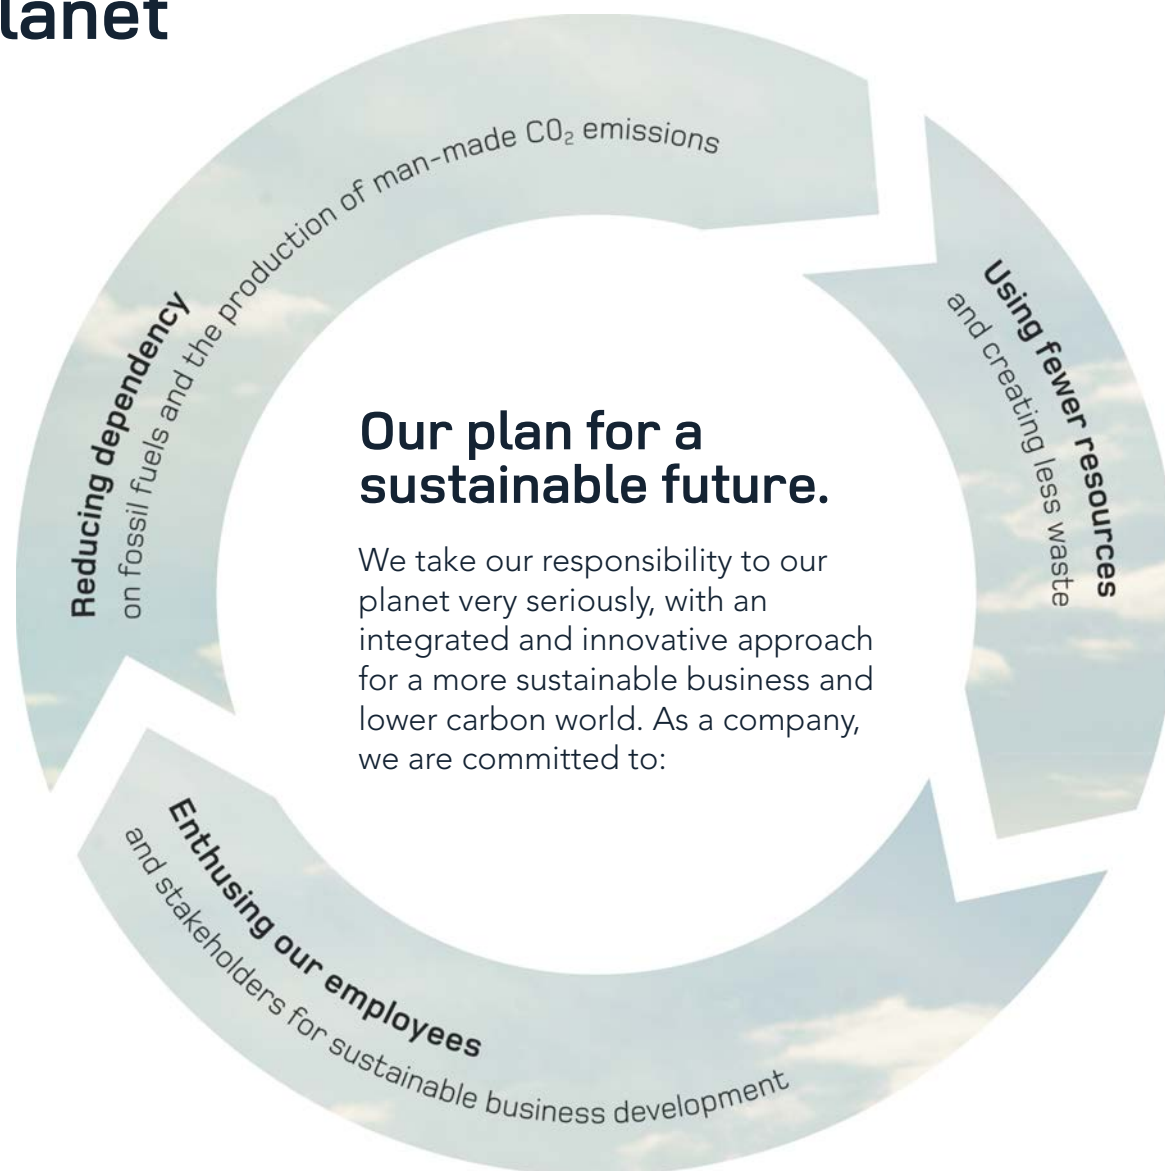 lanet
Reducing dependency
on fossil fuels and the production of man-made C0₂ emissions
Using fewer resources
and creating less waste
Our plan for a
sustainable future.
We take our responsibility to our
planet very seriously, with an
integrated and innovative approach
for a more sustainable business and
lower carbon world. As a company,
we are committed to:
Enthusing our employees
and stakeholders for sustainable business development